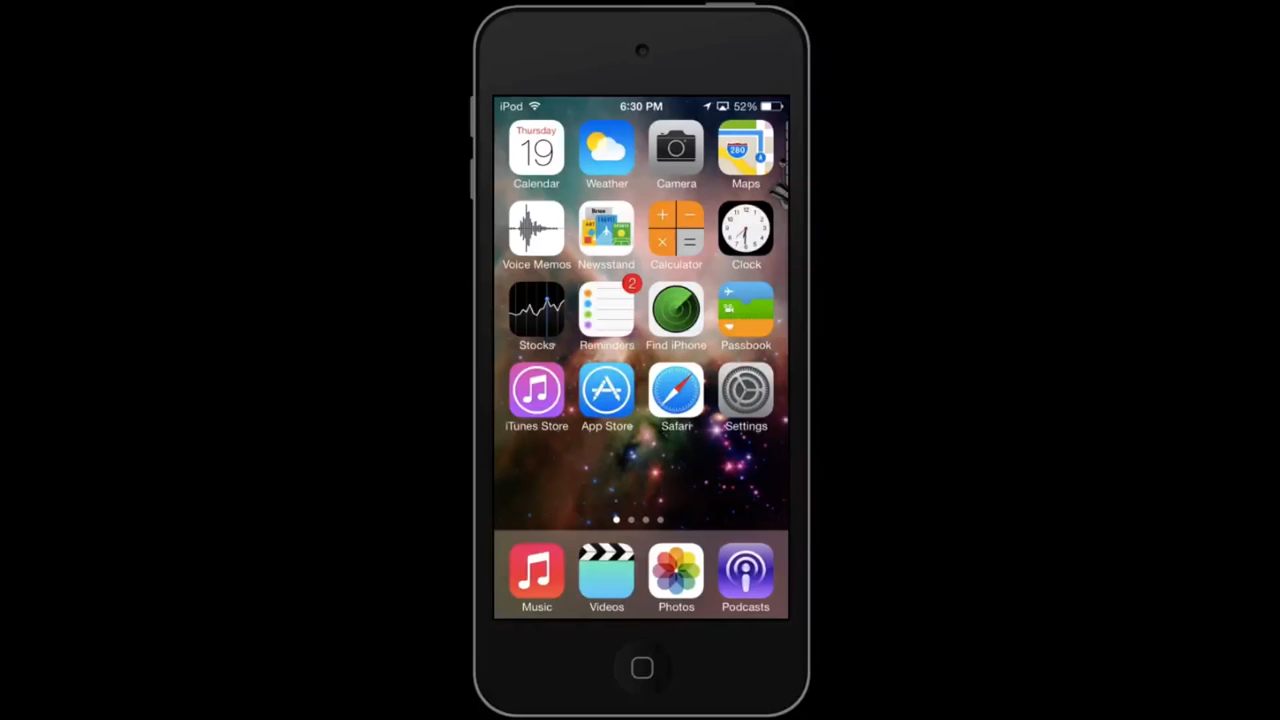 iPod 6:30 PM 52%
Thursday
19 280
Calendar Weather Camera Maps
Voice Memos Newsstand Calculator Clock
2
Stocks Reminders Find iPhone Passbook
iTunes Store App Store Safari Settings
Music Videos Photos Podcasts